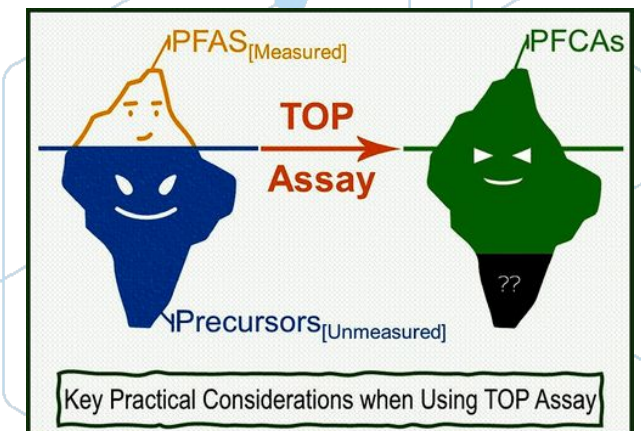 PFAS[Measured]
PFCAs
TOP
Assay
??
Precursors[Unmeasured]
Key Practical Considerations when Using TOP Assay